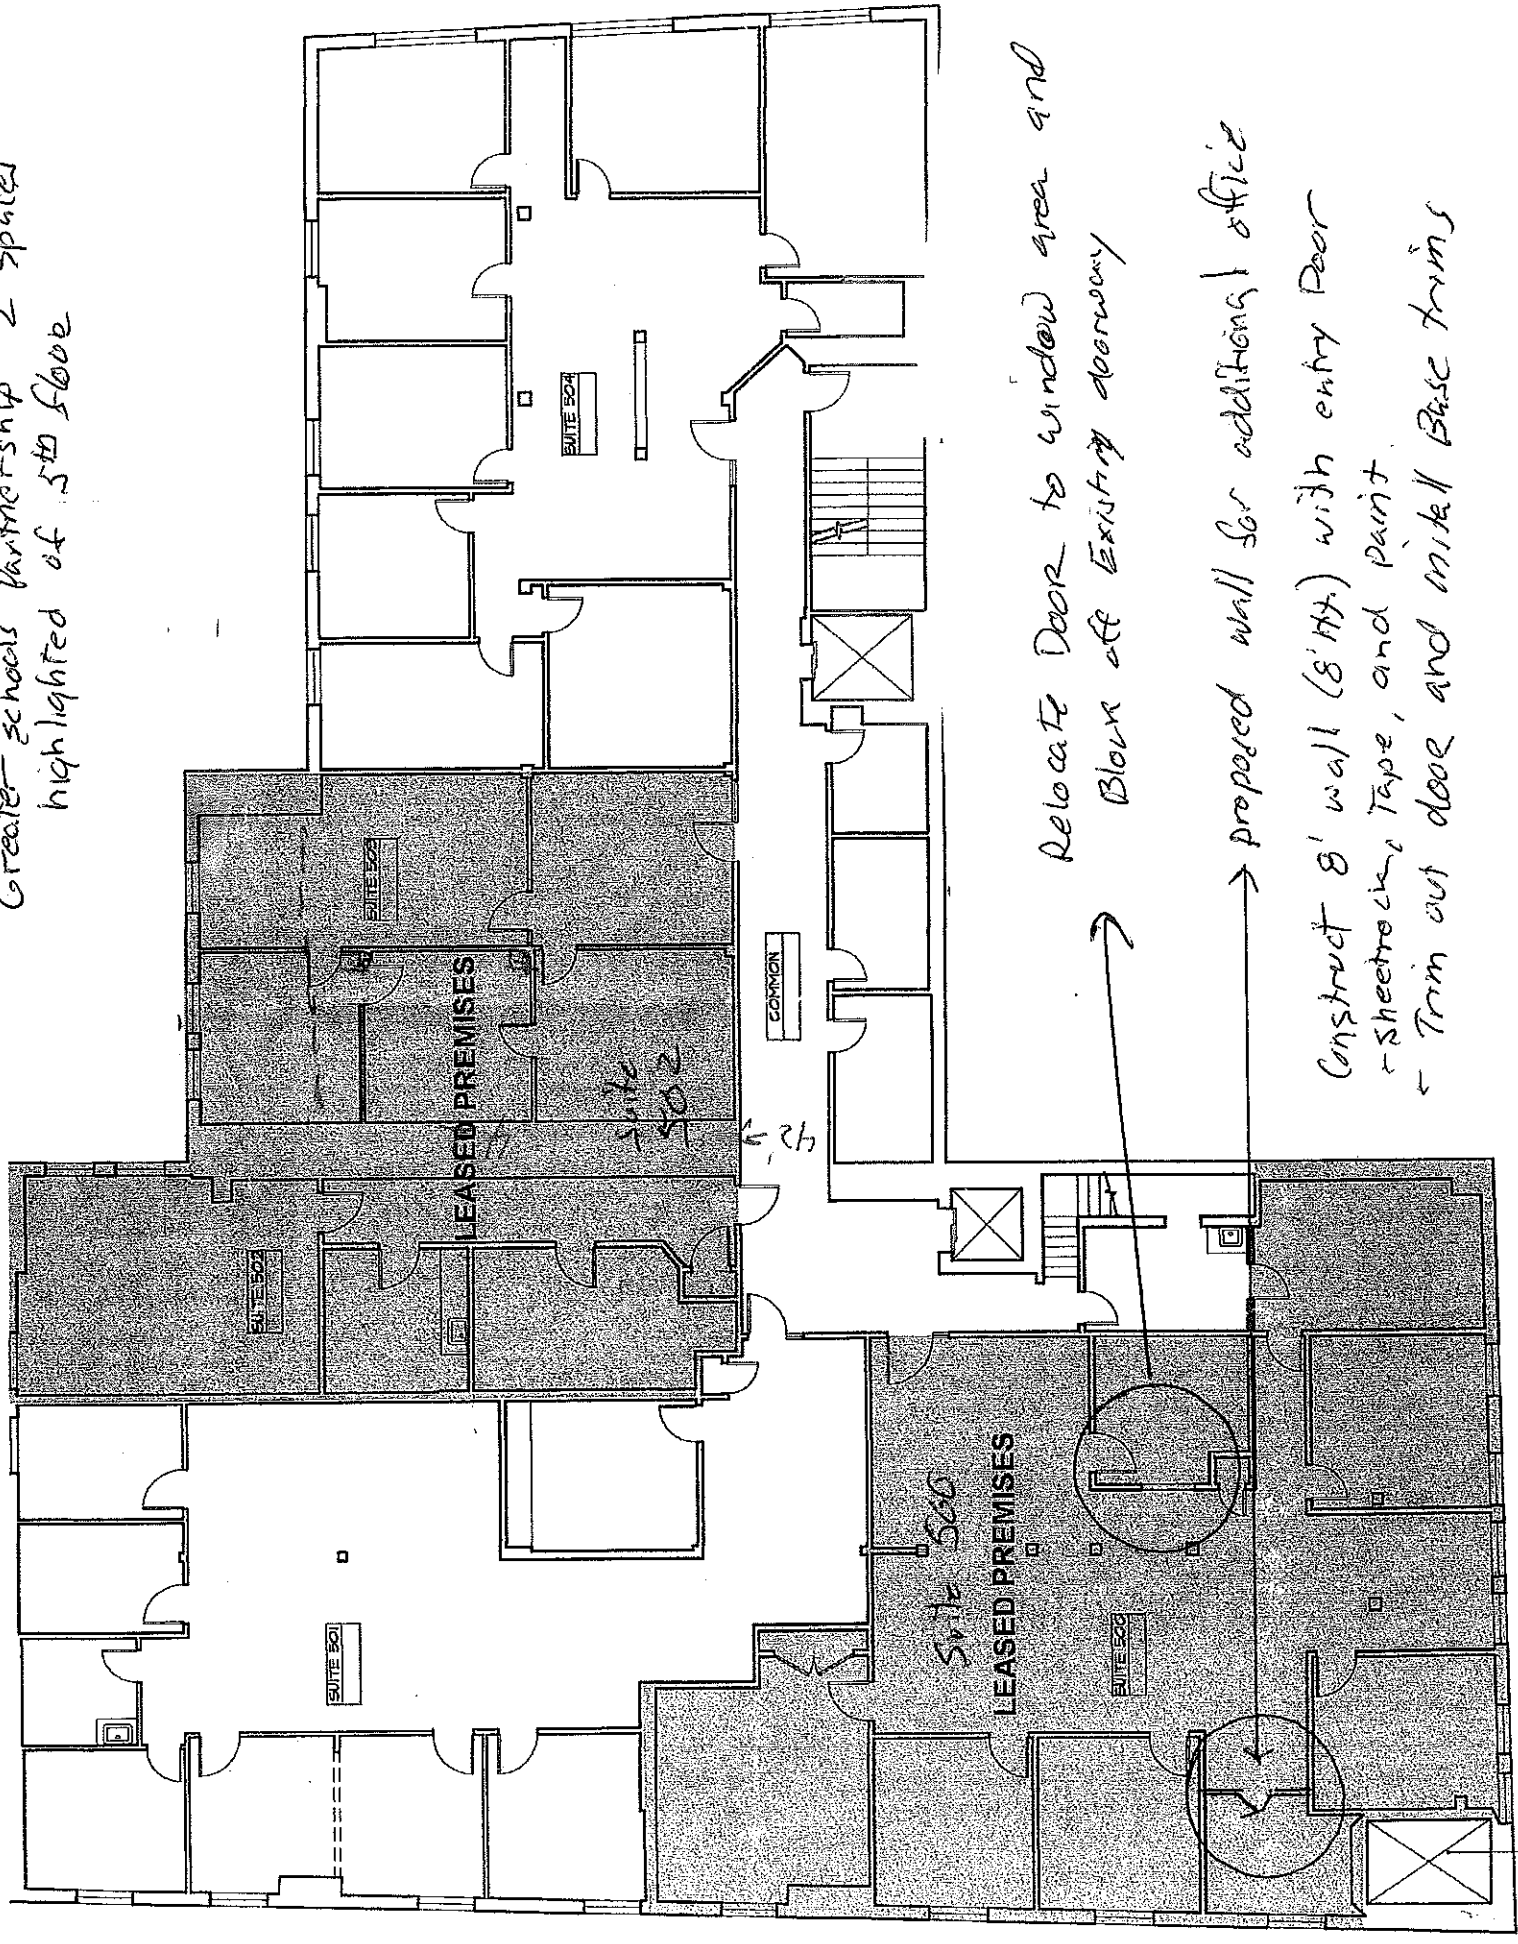 Greater schools Partnership 2 spaces
highlighted of 5th floor
SUITE 504
SUITE 503
LEASED PREMISES
Suite
502
COMMON
42"
SUITE 502
SUITE 501
Suite 500
LEASED PREMISES
SUITE 500
Relocate Door to window area and
Block off Existing doorway
proposed wall for additional office
Construct 8' wall (8' Ht.) with entry Door
- Sheetrock, Tape, and paint
- Trim out door and install Base trims